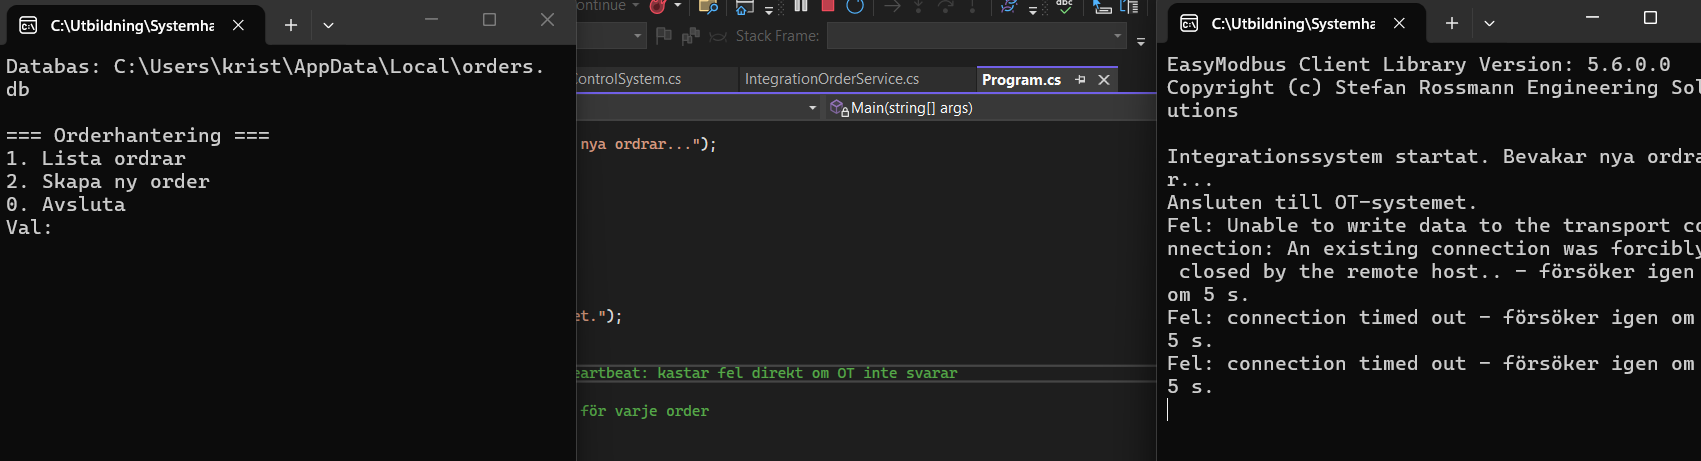 C:\Utbildning\Systemha
Databas: C:\Users\krist\AppData\Local\orders.
db
=== Orderhantering ===
1. Lista ordrar
2. Skapa ny order
0. Avsluta
Val:
ontinue
Stack Frame:
ontrolSystem.cs
IntegrationOrderService.cs
Program.cs
Main(string[] args)
nya ordrar...");
et.");
eartbeat: kastar fel direkt om OT inte svarar
för varje order
C:\Utbildning\Systemha
EasyModbus Client Library Version: 5.6.0.0
Copyright (c) Stefan Rossmann Engineering Sol
utions
Integrationssystem startat. Bevakar nya ordra
r...
Ansluten till OT-systemet.
Fel: Unable to write data to the transport co
nnection: An existing connection was forcibly
closed by the remote host.. - försöker igen
om 5 s.
Fel: connection timed out - försöker igen om
5 s.
Fel: connection timed out - försöker igen om
5 s.